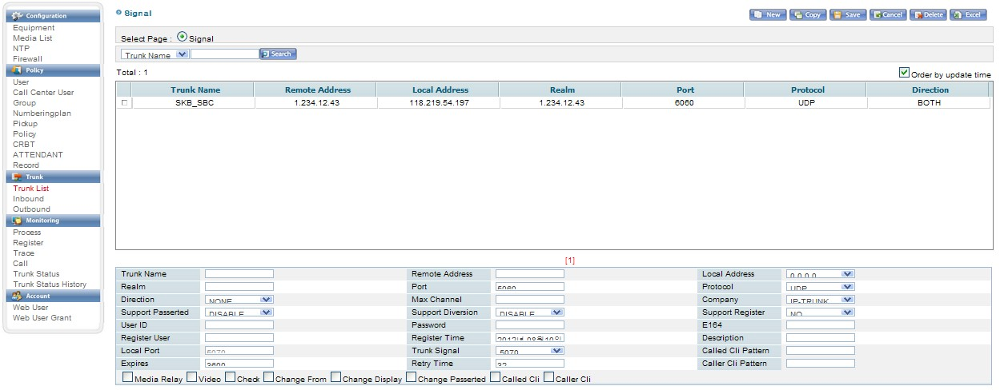 Configuration
Equipment
Media List
NTP
Firewall
Policy
User
Call Center User
Group
Numberingplan
Pickup
Policy
CRBT
ATTENDANT
Record
Trunk
Trunk List
Inbound
Outbound
Monitoring
Process
Register
Trace
Call
Trunk Status
Trunk Status History
Account
Web User
Web User Grant
Signal
New Copy Save Cancel Delete Excel
Select Page : Signal
Trunk Name Search
Total : 1 Order by update time
Trunk Name Remote Address Local Address Realm Port Protocol Direction
SKB_SBC 1.234.12.43 118.219.54.197 1.234.12.43 6060 UDP BOTH
[1]
Trunk Name Remote Address Local Address 0.0.0.0
Realm Port 5060 Protocol UDP
Direction NONE Max Channel Company IP-TRUNK
Support Passerted DISABLE Support Diversion DISABLE Support Register NO
User ID Password E164
Register User Register Time 2012년 08월10일 Description
Local Port 5070 Trunk Signal 5070 Called Cli Pattern
Expires 3600 Retry Time 32 Caller Cli Pattern
Media Relay Video Check Change From Change Display Change Passerted Called Cli Caller Cli